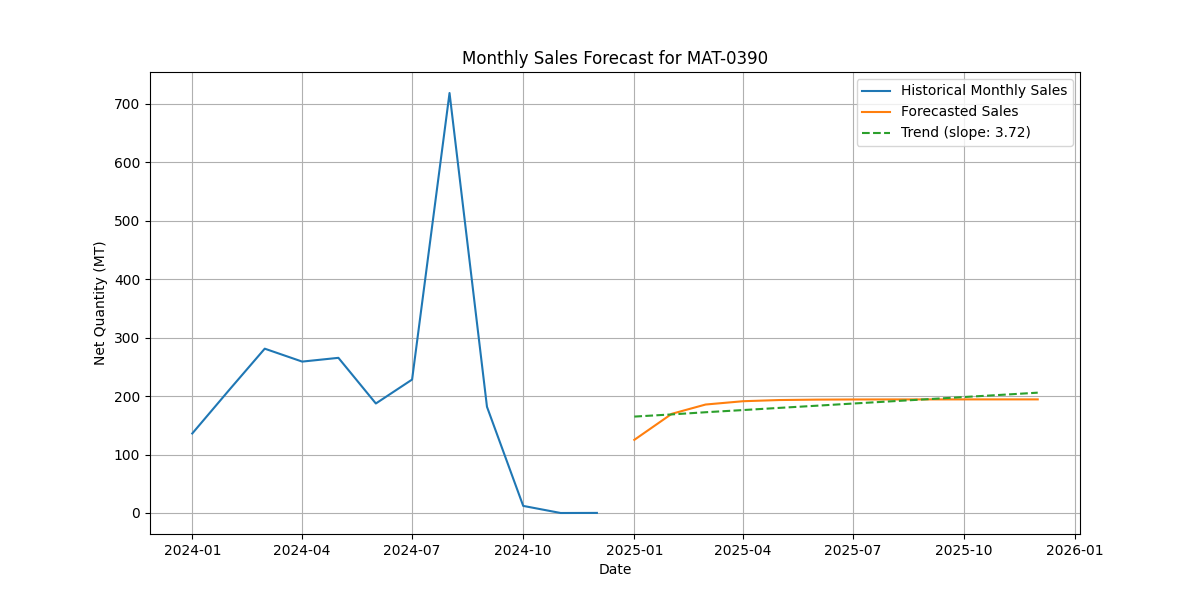 Monthly Sales Forecast for MAT-0390
Historical Monthly Sales
Forecasted Sales
Trend (slope: 3.72)
Net Quantity (MT)
700
600
500
400
300
200
100
0
2024-01 2024-04 2024-07 2024-10 2025-01 2025-04 2025-07 2025-10 2026-01
Date